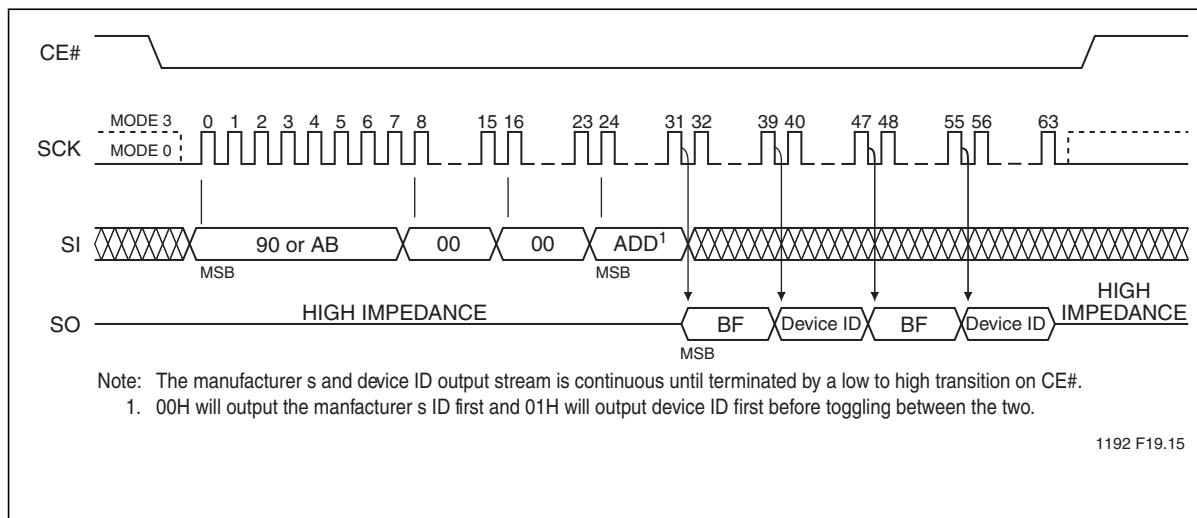 CE#
MODE 3
0 1 2 3 4 5 6 7 8 15 16 23 24 31 32 39 40 47 48 55 56 63
SCK
MODE 0
SI
90 or AB
00
00
ADD1
MSB
MSB
HIGH IMPEDANCE
HIGH IMPEDANCE
SO
BF
Device ID
BF
Device ID
MSB
Note: The manufacturer s and device ID output stream is continuous until terminated by a low to high transition on CE#.
1. 00H will output the manfacturer s ID first and 01H will output device ID first before toggling between the two.
1192 F19.15